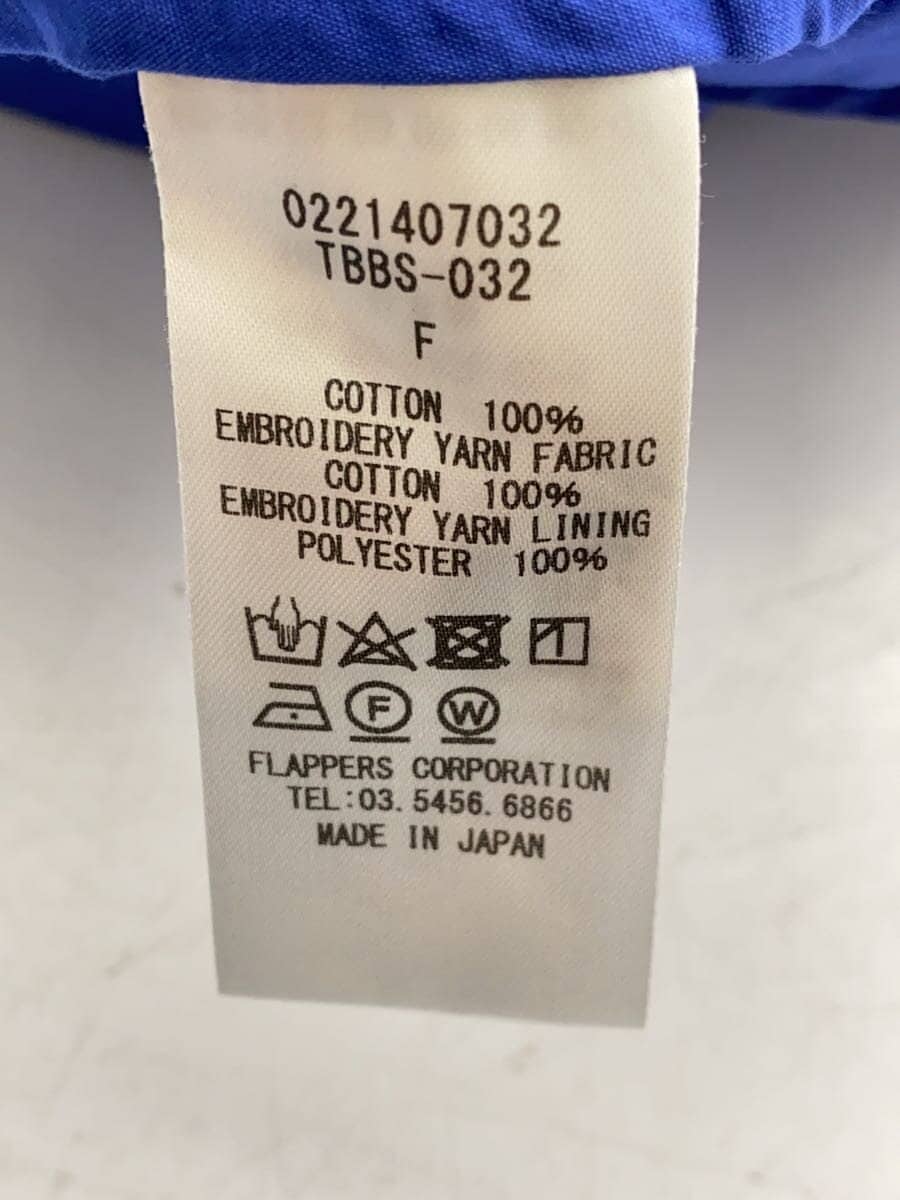 0221407032
TBBS-032
F
COTTON 100%
EMBROIDERY YARN FABRIC
COTTON 100%
EMBROIDERY YARN LINING
POLYESTER 100%
F W
FLAPPERS CORPORATION
TEL:03. 5456. 6866
MADE IN JAPAN